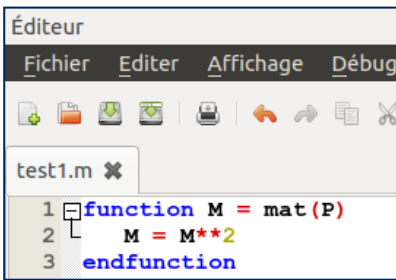 Éditeur
Fichier Editer Affichage Débug
test1.m
1 function M = mat(P)
2 M = M**2
3 endfunction